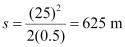 s = (25)² / 2(0.5) = 625 m